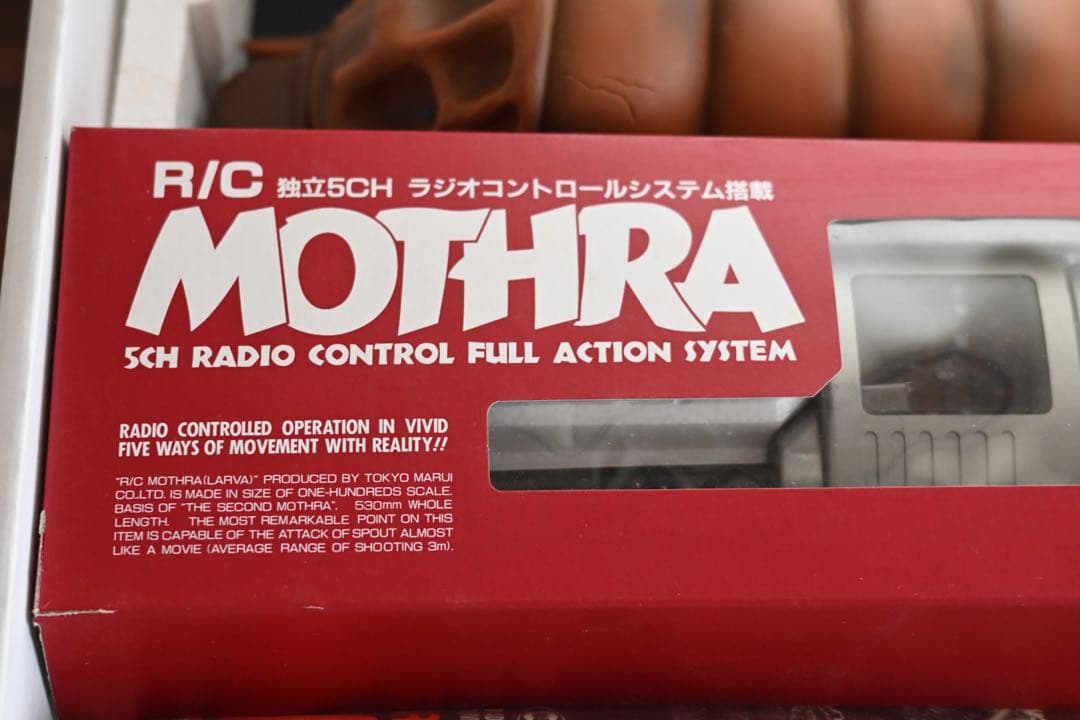 R/C 独立5CH ラジオコントロールシステム搭載
MOTHRA
5CH RADIO CONTROL FULL ACTION SYSTEM
RADIO CONTROLLED OPERATION IN VIVID
FIVE WAYS OF MOVEMENT WITH REALITY!!
"R/C MOTHRA(LARVA)" PRODUCED BY TOKYO MARUI
CO.LTD. IS MADE IN SIZE OF ONE-HUNDREDS SCALE.
BASIS OF "THE SECOND MOTHRA". 530mm WHOLE
LENGTH. THE MOST REMARKABLE POINT ON THIS
ITEM IS CAPABLE OF THE ATTACK OF SPOUT ALMOST
LIKE A MOVIE (AVERAGE RANGE OF SHOOTING 3m).